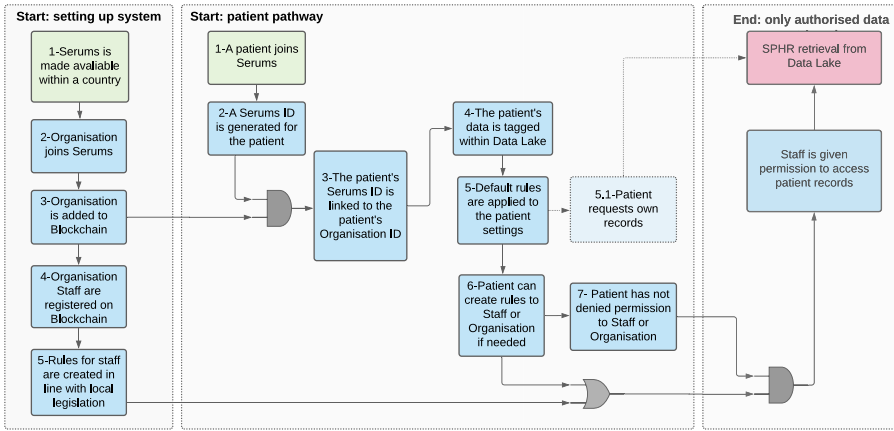 Start: setting up system
1-Serums is
made avaliable
within a country
2-Organisation
joins Serums
3-Organisation
is added to
Blockchain
4-Organisation
Staff are
registered on
Blockchain
5-Rules for staff
are created in
line with local
legislation
Start: patient pathway
1-A patient joins
Serums
2-A Serums ID
is generated for
the patient
3-The patient's
Serums ID is
linked to the
patient's
Organisation ID
4-The patient's
data is tagged
within Data Lake
5-Default rules
are applied to
the patient
settings
5.1-Patient
requests own
records
6-Patient can
create rules to
Staff or
Organisation
if needed
7- Patient has not
denied permission
to Staff or
Organisation
End: only authorised data
SPHR retrieval from
Data Lake
Staff is given
permission to access
patient records